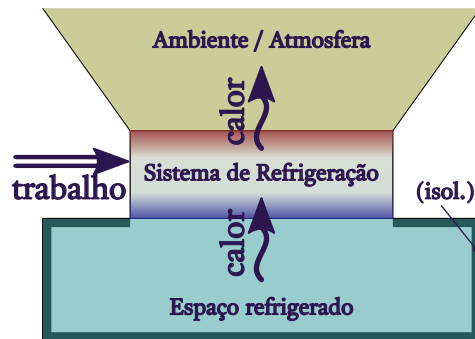 Ambiente / Atmosfera
calor
trabalho
Sistema de Refrigeração
(isol.)
calor
Espaço refrigerado